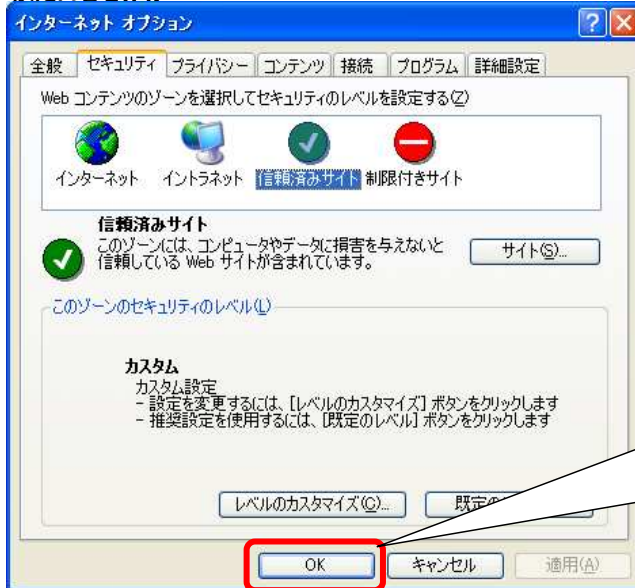 インターネット オプション
全般 セキュリティ プライバシー コンテンツ 接続 プログラム 詳細設定
Web コンテンツのゾーンを選択してセキュリティのレベルを設定する(Z)
インターネット イントラネット 信頼済みサイト 制限付きサイト
信頼済みサイト
このゾーンには、コンピュータやデータに損害を与えないと
信頼している Web サイトが含まれています。
サイト(S)...
このゾーンのセキュリティのレベル(L)
カスタム
カスタム設定
- 設定を変更するには、[レベルのカスタマイズ] ボタンをクリックします
- 推奨設定を使用するには、[既定のレベル] ボタンをクリックします
レベルのカスタマイズ(C)... 既定の
OK キャンセル 適用(A)